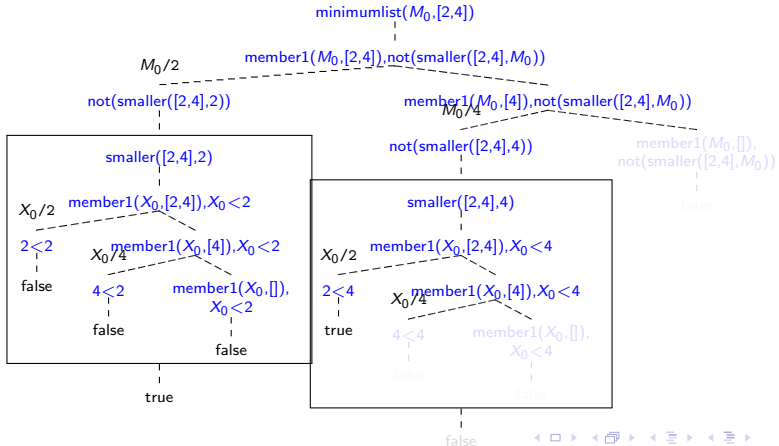 minimumlist(M₀,[2,4])
member1(M₀,[2,4]),not(smaller([2,4],M₀))
M₀/2
not(smaller([2,4],2))
member1(M₀,[4]),not(smaller([2,4],M₀))
M₀/4
not(smaller([2,4],4))
member1(M₀,[]),
not(smaller([2,4],M₀))
false
smaller([2,4],2)
member1(X₀,[2,4]),X₀<2
X₀/2
2<2
false
member1(X₀,[4]),X₀<2
X₀/4
4<2
false
member1(X₀,[]),
X₀<2
false
true
smaller([2,4],4)
member1(X₀,[2,4]),X₀<4
X₀/2
2<4
true
member1(X₀,[4]),X₀<4
X₀/4
4<4
false
member1(X₀,[]),
X₀<4
false
false